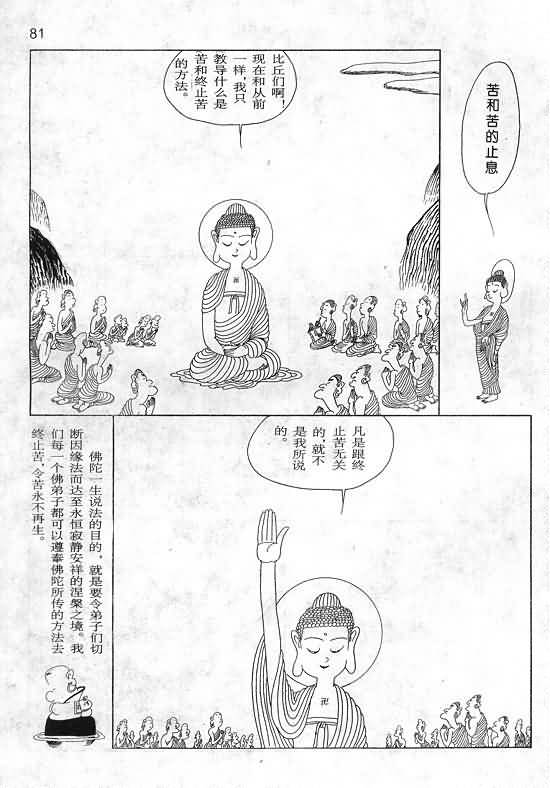 81
苦和苦的止息
比丘们啊！
现在和从前
一样，我只
教导什么是
苦和终止苦
的方法。
凡是跟终
止苦无关
的，就不
是我所说
的。
佛陀一生说法的目的，就是要令弟子们切
断因缘法而达至永恒寂静安祥的涅槃之境。我
们每一个佛弟子都可以遵奉佛陀所传的方法去
终止苦，令苦永不再生。
卍
卍